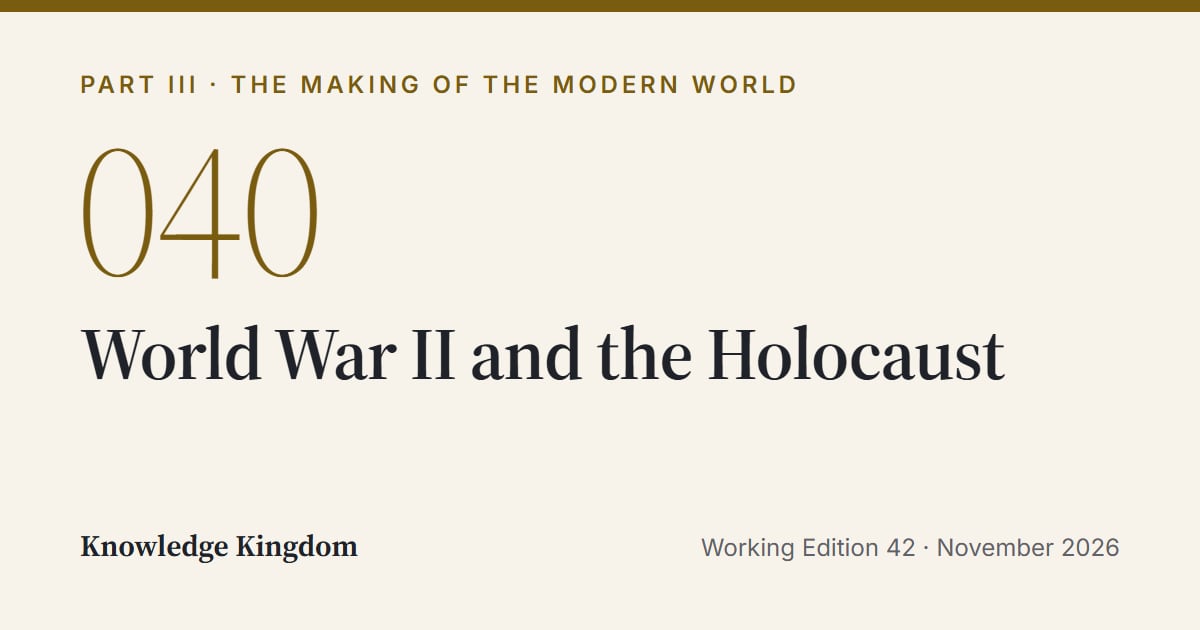 PART III · THE MAKING OF THE MODERN WORLD
040
World War II and the Holocaust
Knowledge Kingdom
Working Edition 42 · November 2026